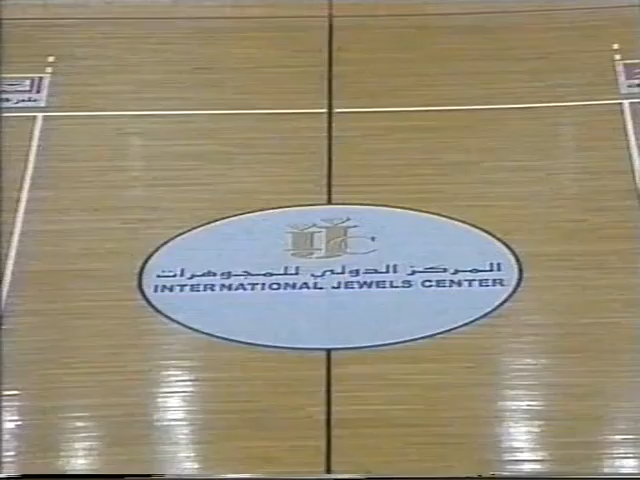 IJC
المركز الدولي للمجوهرات
INTERNATIONAL JEWELS CENTER